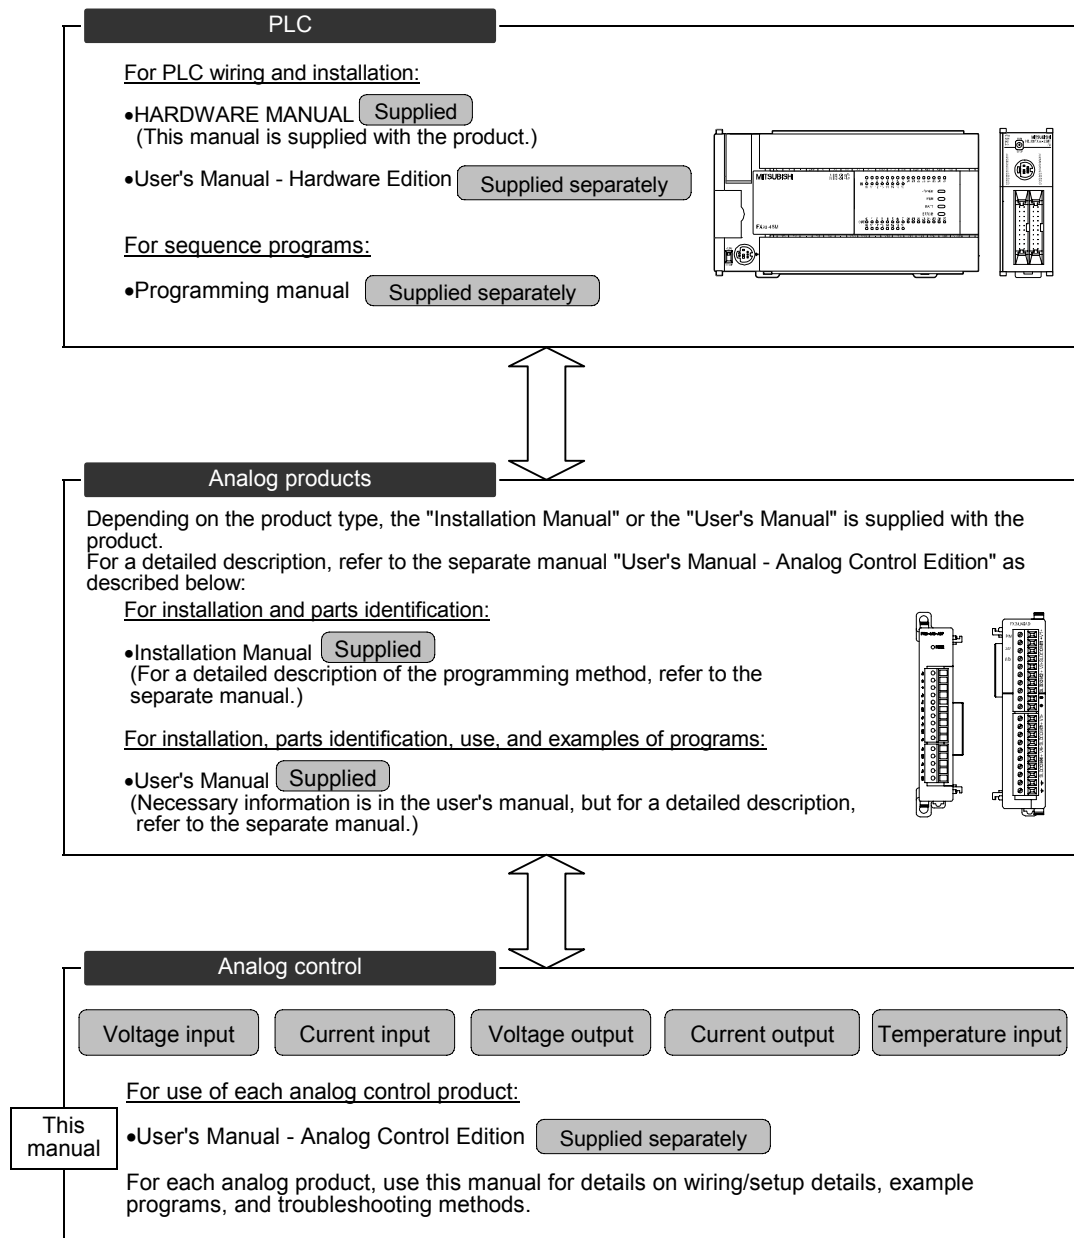 PLC
For PLC wiring and installation:
•HARDWARE MANUAL Supplied
(This manual is supplied with the product.)
•User's Manual - Hardware Edition Supplied separately
For sequence programs:
•Programming manual Supplied separately
MITSUBISHI
Analog products
Depending on the product type, the "Installation Manual" or the "User's Manual" is supplied with the
product.
For a detailed description, refer to the separate manual "User's Manual - Analog Control Edition" as
described below:
For installation and parts identification:
•Installation Manual Supplied
(For a detailed description of the programming method, refer to the
separate manual.)
For installation, parts identification, use, and examples of programs:
•User's Manual Supplied
(Necessary information is in the user's manual, but for a detailed description,
refer to the separate manual.)
Analog control
Voltage input Current input Voltage output Current output Temperature input
For use of each analog control product:
This
manual
•User's Manual - Analog Control Edition Supplied separately
For each analog product, use this manual for details on wiring/setup details, example
programs, and troubleshooting methods.